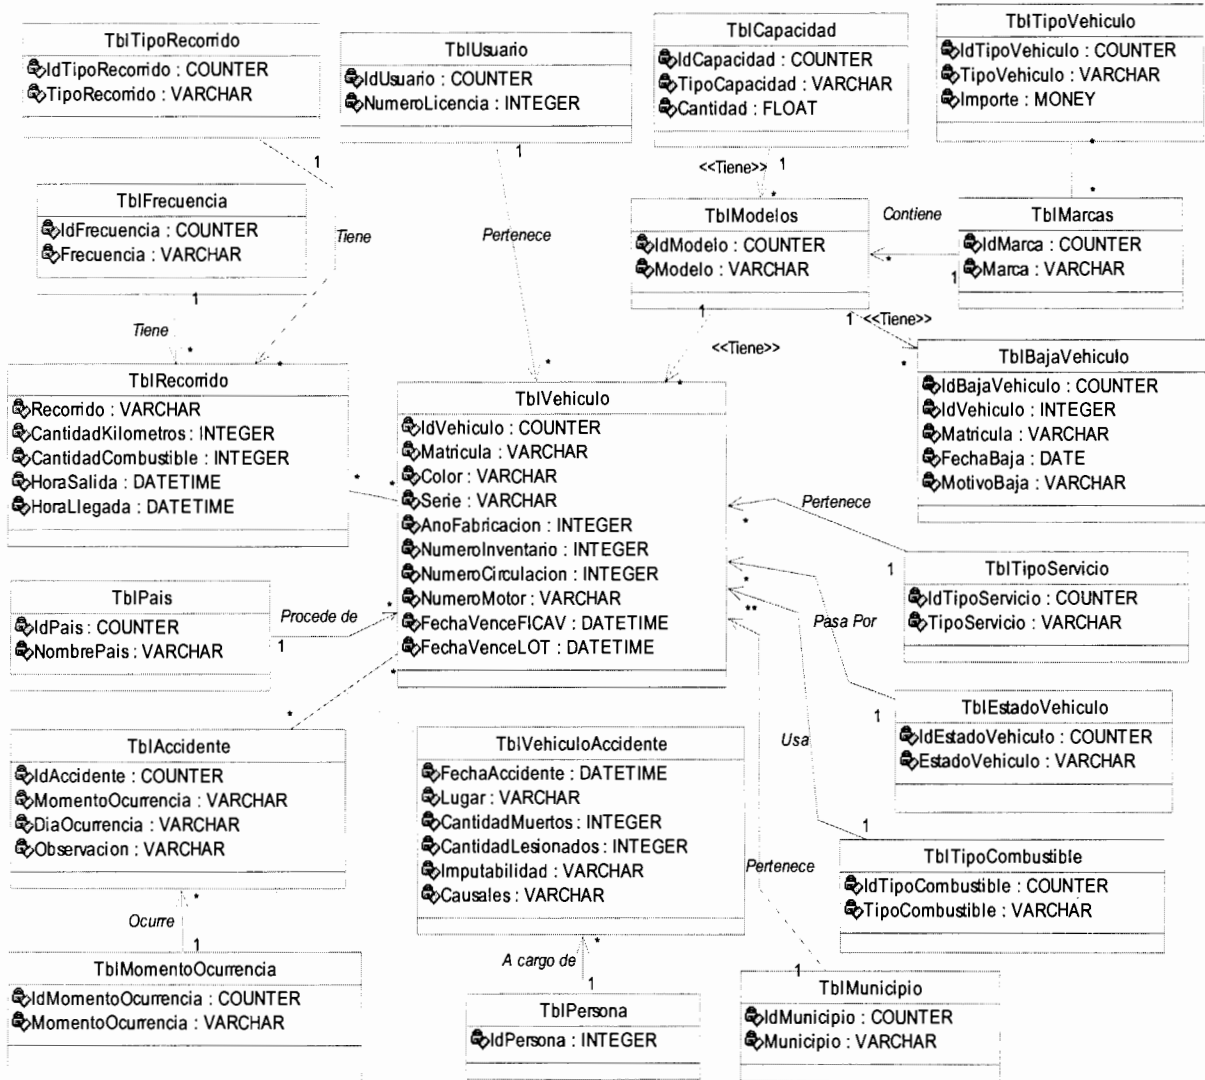 TblTipoRecorrido
IdTipoRecorrido : COUNTER
TipoRecorrido : VARCHAR
1
TblUsuario
IdUsuario : COUNTER
NumeroLicencia : INTEGER
1
TblCapacidad
IdCapacidad : COUNTER
TipoCapacidad : VARCHAR
Cantidad : FLOAT
<<Tiene>> 1
*
TblTipoVehiculo
IdTipoVehiculo : COUNTER
TipoVehiculo : VARCHAR
Importe : MONEY
*
*
TblFrecuencia
IdFrecuencia : COUNTER
Frecuencia : VARCHAR
1
Tiene
*
Tiene
*
Pertenece
*
TblModelos
IdModelo : COUNTER
Modelo : VARCHAR
1
<<Tiene>>
*
Contiene
*
1
TblMarcas
IdMarca : COUNTER
Marca : VARCHAR
1 <<Tiene>>
*
TblBajaVehiculo
IdBajaVehiculo : COUNTER
IdVehiculo : INTEGER
Matricula : VARCHAR
FechaBaja : DATE
MotivoBaja : VARCHAR
TblRecorrido
Recorrido : VARCHAR
CantidadKilometros : INTEGER
CantidadCombustible : INTEGER
HoraSalida : DATETIME
HoraLlegada : DATETIME
*
*
TblVehiculo
IdVehiculo : COUNTER
Matricula : VARCHAR
Color : VARCHAR
Serie : VARCHAR
AnoFabricacion : INTEGER
NumeroInventario : INTEGER
NumeroCirculacion : INTEGER
NumeroMotor : VARCHAR
FechaVenceFICAV : DATETIME
FechaVenceLOT : DATETIME
Pertenece
*
1
TblTipoServicio
IdTipoServicio : COUNTER
TipoServicio : VARCHAR
TblPais
IdPais : COUNTER
NombrePais : VARCHAR
Procede de
1
*
*
**
Pasa Por
1
TblEstadoVehiculo
IdEstadoVehiculo : COUNTER
EstadoVehiculo : VARCHAR
*
*
TblAccidente
IdAccidente : COUNTER
MomentoOcurrencia : VARCHAR
DiaOcurrencia : VARCHAR
Observacion : VARCHAR
TblVehiculoAccidente
FechaAccidente : DATETIME
Lugar : VARCHAR
CantidadMuertos : INTEGER
CantidadLesionados : INTEGER
Imputabilidad : VARCHAR
Causales : VARCHAR
Usa
1
TblTipoCombustible
IdTipoCombustible : COUNTER
TipoCombustible : VARCHAR
Pertenece
1
*
Ocurre
1
TblMomentoOcurrencia
IdMomentoOcurrencia : COUNTER
MomentoOcurrencia : VARCHAR
*
A cargo de
1
TblPersona
IdPersona : INTEGER
TblMunicipio
IdMunicipio : COUNTER
Municipio : VARCHAR